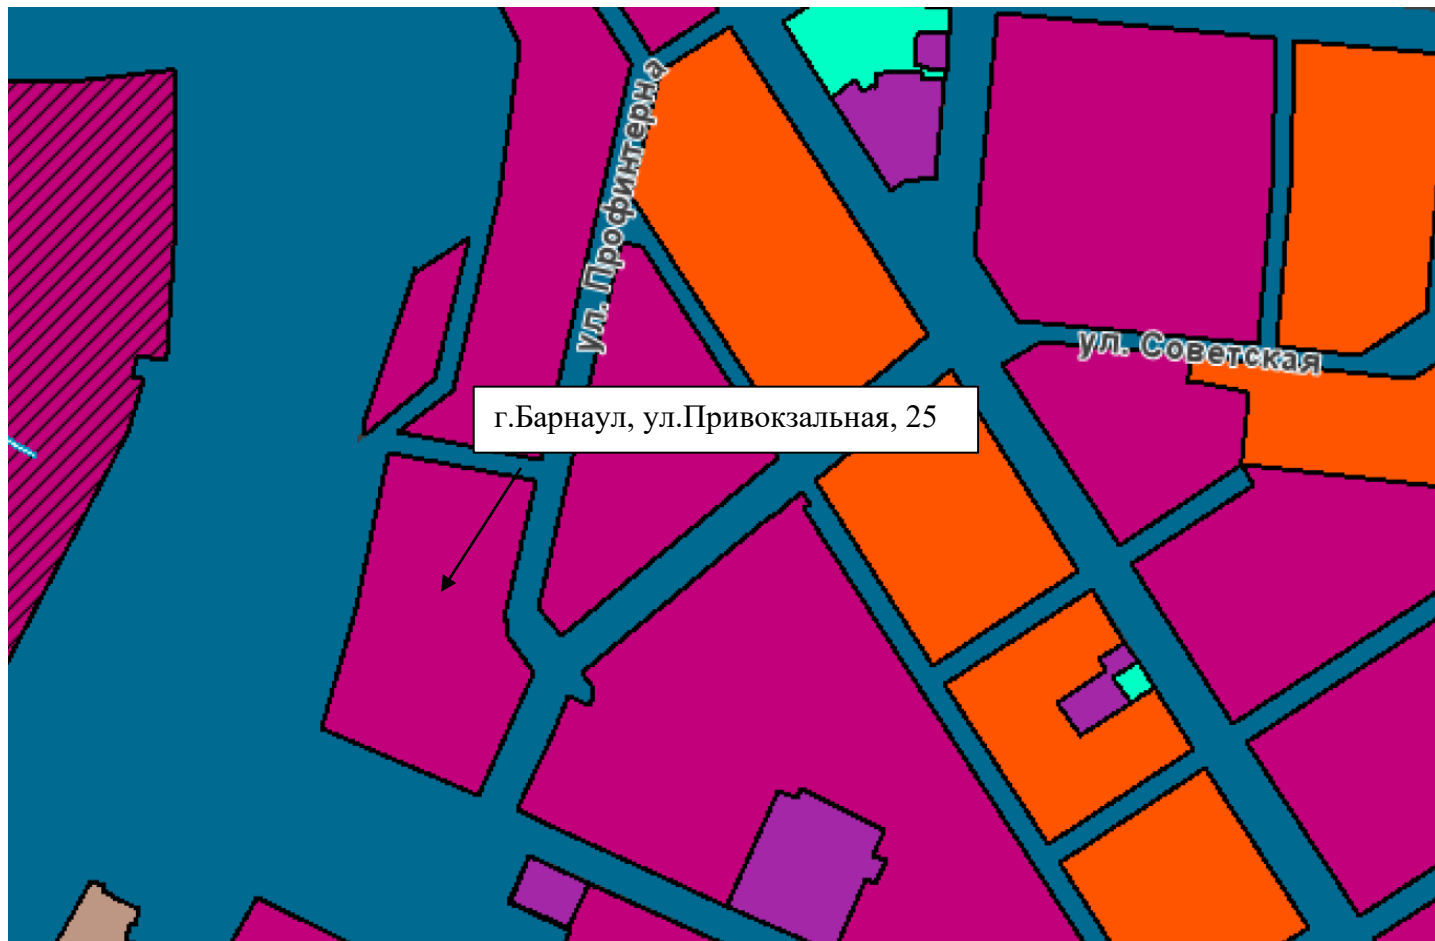 ул. Профинтерна
ул. Советская
г.Барнаул, ул.Привокзальная, 25